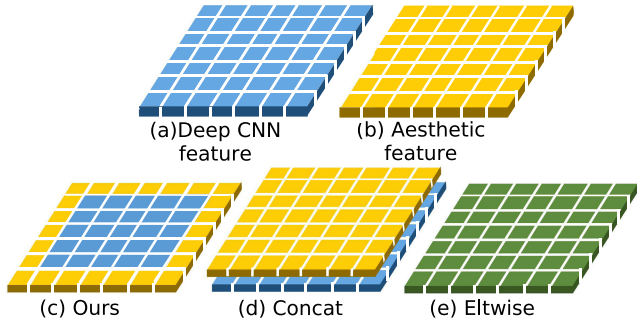 (a)Deep CNN
feature
(b) Aesthetic
feature
(c) Ours
(d) Concat
(e) Eltwise